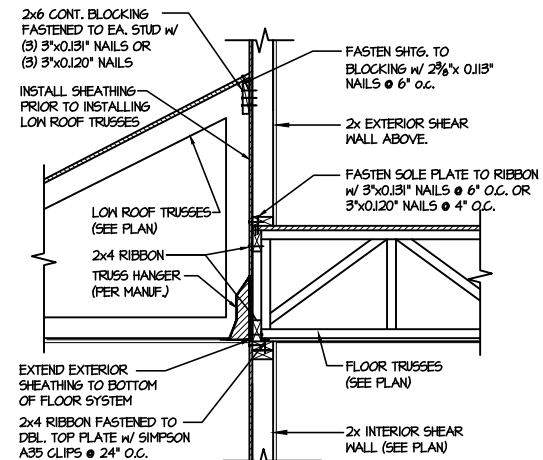 2x6 CONT. BLOCKING
FASTENED TO EA. STUD W/
(3) 3"x0.131" NAILS OR
(3) 3"x0.120" NAILS
INSTALL SHEATHING
PRIOR TO INSTALLING
LOW ROOF TRUSSES
LOW ROOF TRUSSES
(SEE PLAN)
2x4 RIBBON
TRUSS HANGER
(PER MANUF.)
EXTEND EXTERIOR
SHEATHING TO BOTTOM
OF FLOOR SYSTEM
2x4 RIBBON FASTENED TO
DBL. TOP PLATE W/ SIMPSON
A35 CLIPS @ 24" O.C.
FASTEN SHTG. TO
BLOCKING W/ 2⅜"x 0.113"
NAILS @ 6" O.C.
2x EXTERIOR SHEAR
WALL ABOVE.
FASTEN SOLE PLATE TO RIBBON
W/ 3"x0.131" NAILS @ 6" O.C. OR
3"x0.120" NAILS @ 4" O.C.
FLOOR TRUSSES
(SEE PLAN)
2x INTERIOR SHEAR
WALL (SEE PLAN)